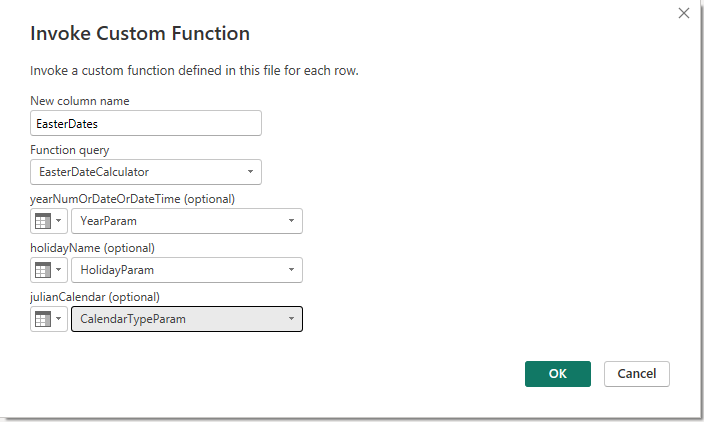 Invoke Custom Function
Invoke a custom function defined in this file for each row.
New column name
EasterDates
Function query
EasterDateCalculator
yearNumOrDateOrDateTime (optional)
YearParam
holidayName (optional)
HolidayParam
julianCalendar (optional)
CalendarTypeParam
OK Cancel